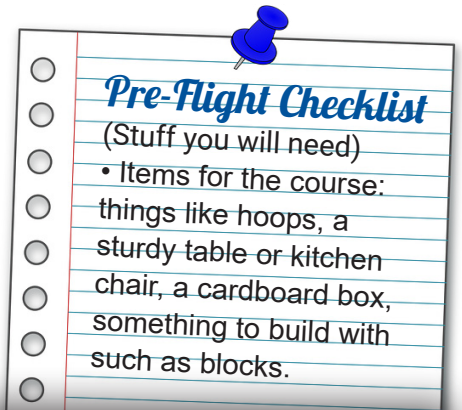 Pre-Flight Checklist
(Stuff you will need)
• Items for the course:
things like hoops, a
sturdy table or kitchen
chair, a cardboard box,
something to build with
such as blocks.